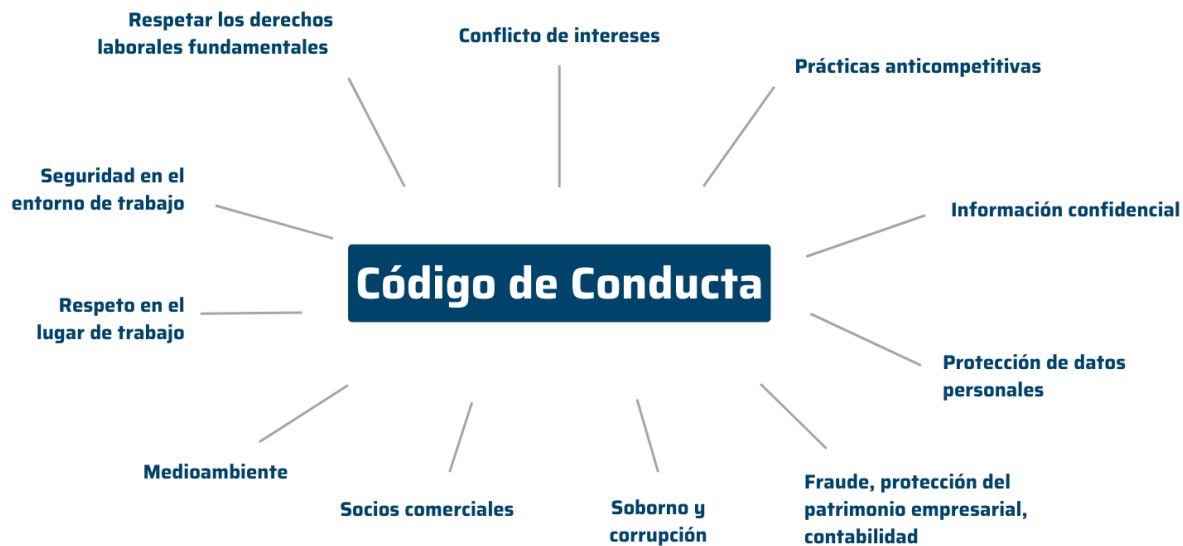 Respetar los derechos
laborales fundamentales
Conflicto de intereses
Prácticas anticompetitivas
Seguridad en el
entorno de trabajo
Información confidencial
Código de Conducta
Respeto en el
lugar de trabajo
Protección de datos
personales
Medioambiente
Socios comerciales
Soborno y
corrupción
Fraude, protección del
patrimonio empresarial,
contabilidad